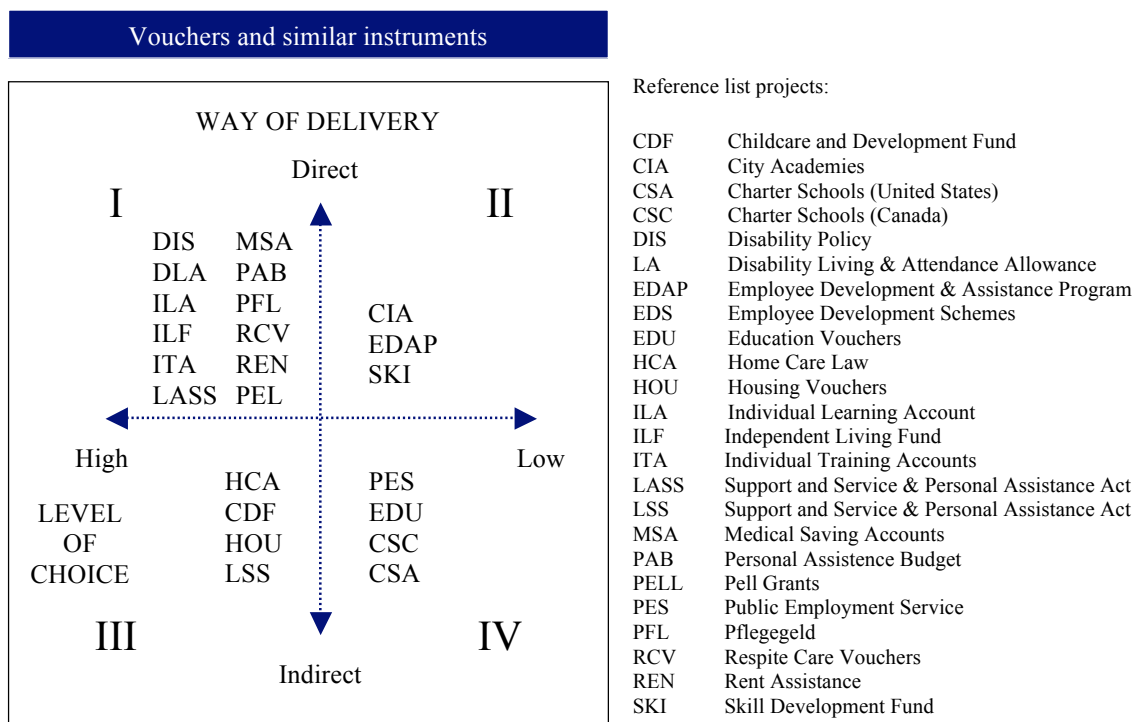 Vouchers and similar instruments
WAY OF DELIVERY
Direct
I II
DIS MSA
DLA PAB
ILA PFL
ILF RCV
ITA REN
LASS PEL
CIA
EDAP
SKI
High
Low
LEVEL
OF
CHOICE
HCA
CDF
HOU
LSS
PES
EDU
CSC
CSA
III IV
Indirect
Reference list projects:
CDF Childcare and Development Fund
CIA City Academies
CSA Charter Schools (United States)
CSC Charter Schools (Canada)
DIS Disability Policy
LA Disability Living & Attendance Allowance
EDAP Employee Development & Assistance Program
EDS Employee Development Schemes
EDU Education Vouchers
HCA Home Care Law
HOU Housing Vouchers
ILA Individual Learning Account
ILF Independent Living Fund
ITA Individual Training Accounts
LASS Support and Service & Personal Assistance Act
LSS Support and Service & Personal Assistance Act
MSA Medical Saving Accounts
PAB Personal Assistence Budget
PELL Pell Grants
PES Public Employment Service
PFL Pflegegeld
RCV Respite Care Vouchers
REN Rent Assistance
SKI Skill Development Fund